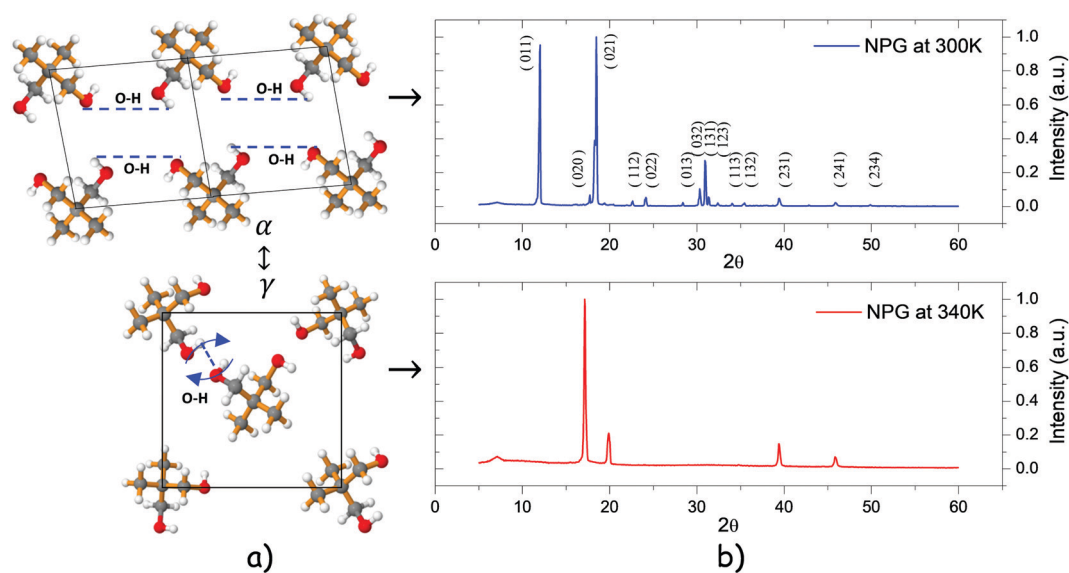 O-H
O-H
O-H
O-H
α
γ
O-H
a)
NPG at 300K
( 011)
( 020)
( 021)
( 112)
( 022)
( 013)
( 032)
( 131)
( 123)
( 113)
( 132)
( 231)
( 241)
( 234)
1.0
0.8
0.6
0.4
0.2
0.0
Intensity (a.u.)
0 10 20 30 40 50 60
2θ
NPG at 340K
1.0
0.8
0.6
0.4
0.2
0.0
Intensity (a.u.)
0 10 20 30 40 50 60
2θ
b)